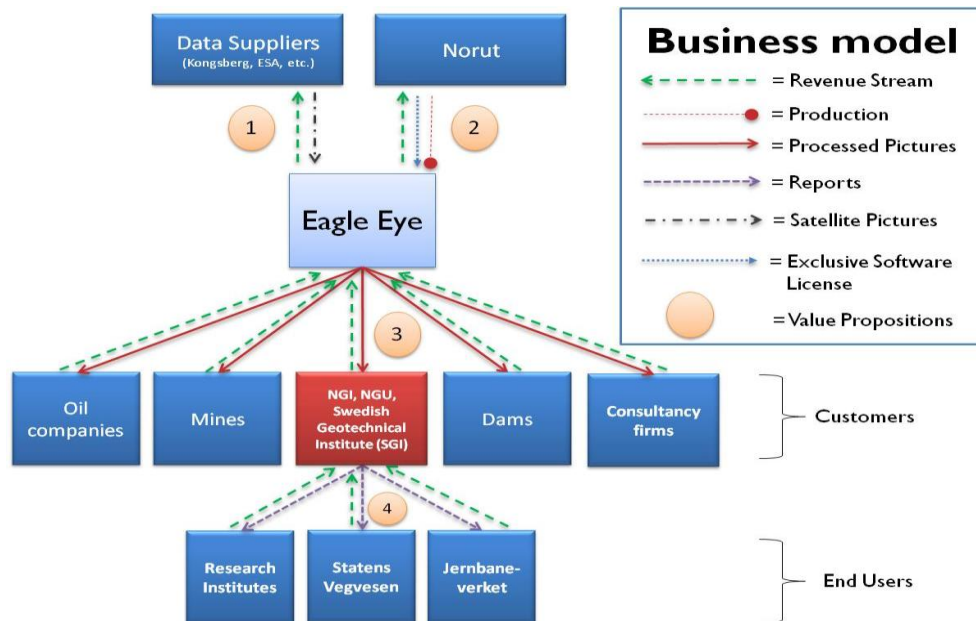 Data Suppliers
(Kongsberg, ESA, etc.)
Norut
Business model
= Revenue Stream
= Production
= Processed Pictures
= Reports
= Satellite Pictures
= Exclusive Software
License
= Value Propositions
1
2
Eagle Eye
3
Oil
companies
Mines
NGI, NGU,
Swedish
Geotechnical
Institute (SGI)
Dams
Consultancy
firms
Customers
4
Research
Institutes
Statens
Vegvesen
Jernbane-
verket
End Users